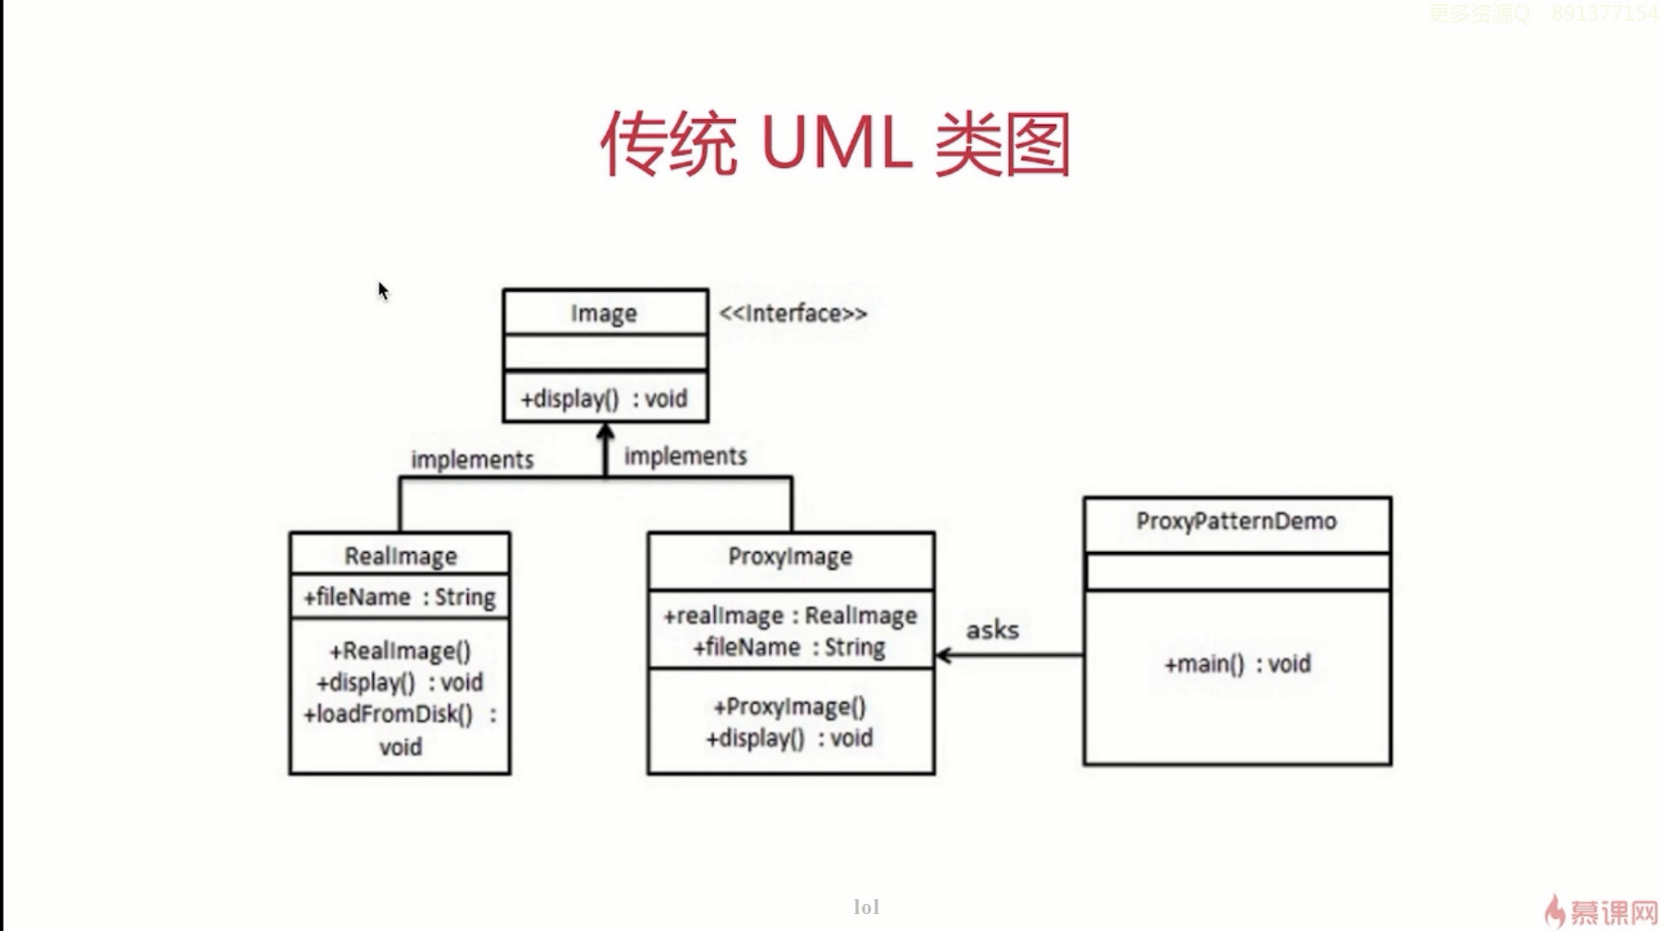 更多资源Q：891377154
传统 UML 类图
Image
<<Interface>>
+display() : void
implements
implements
RealImage
+fileName : String
+RealImage()
+display() : void
+loadFromDisk() :
void
ProxyImage
+realImage : RealImage
+fileName : String
+ProxyImage()
+display() : void
asks
ProxyPatternDemo
+main() : void
lol
慕课网